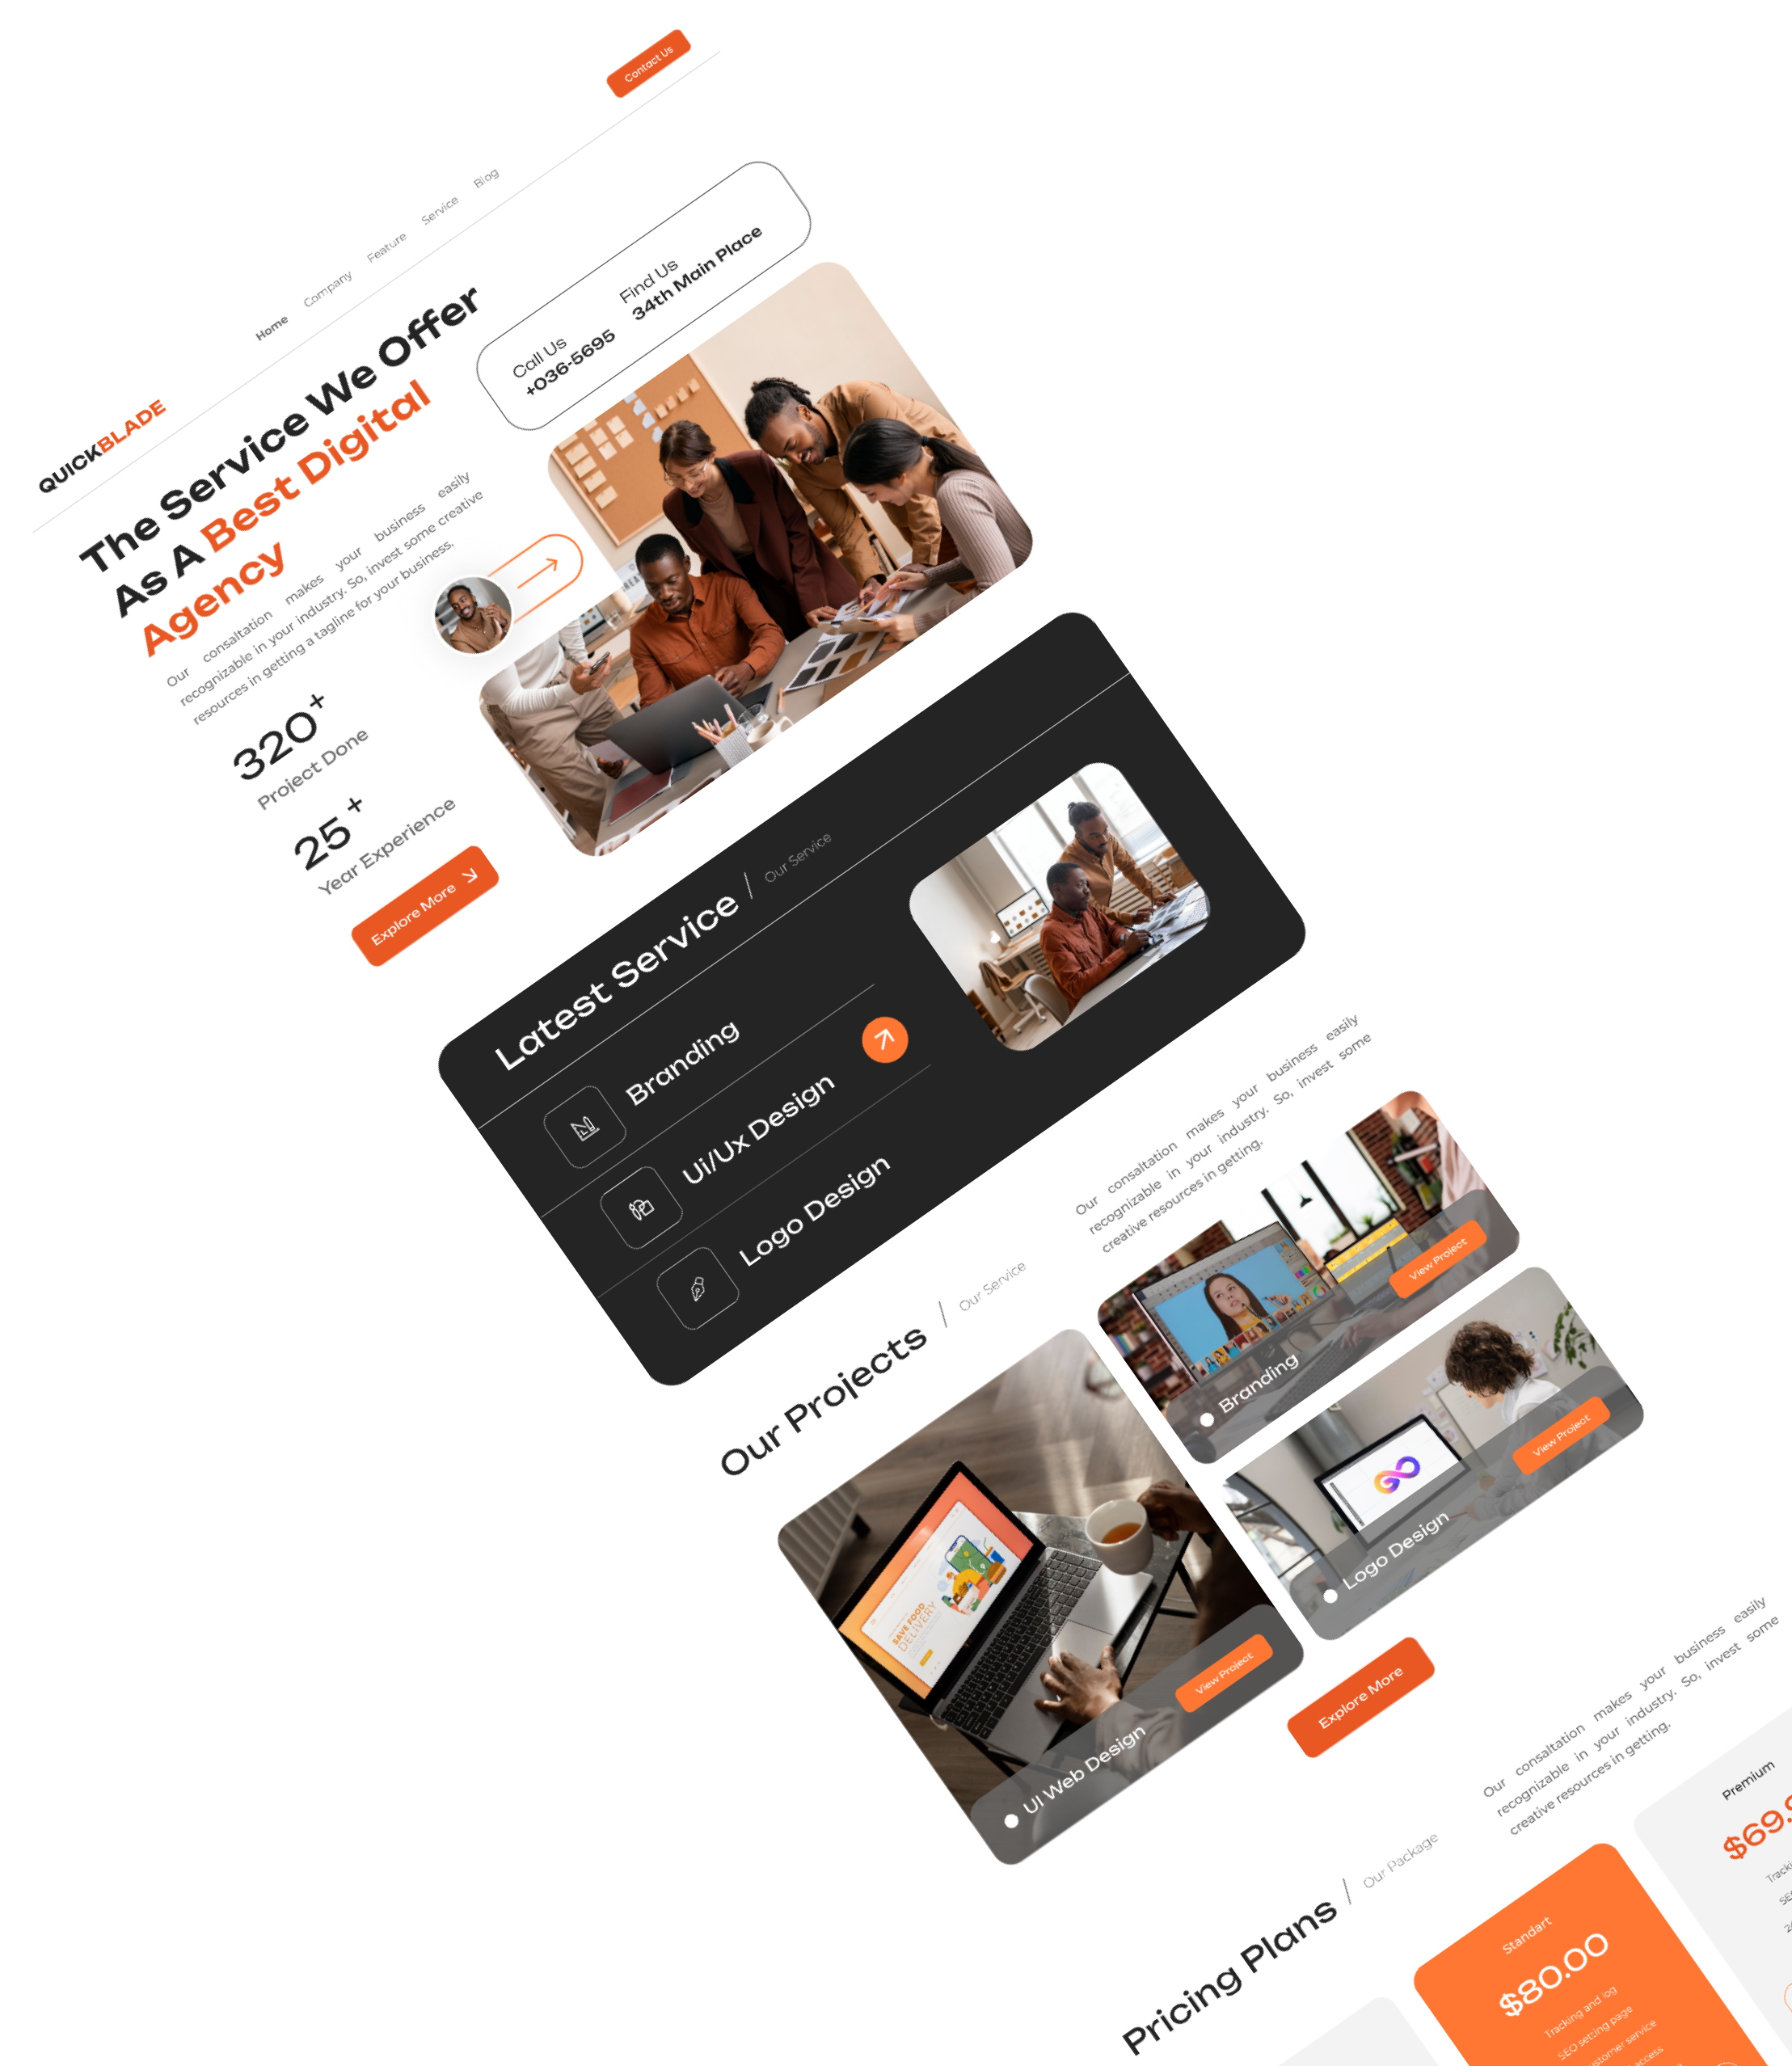 Contact Us
QUICKBLADE
Home Company Feature Service Blog
The Service We Offer
As A Best Digital
Agency
Our consaltation makes your business easily
recognizable in your industry. So, invest some creative
resources in getting a tagline for your business.
320+
Project Done
25+
Year Experience
Explore More
Call Us
+036-5695
Find Us
34th Main Place
Latest Service / Our Service
Branding
Ui/Ux Design
Logo Design
Our Projects / Our Service
Our consaltation makes your business easily
recognizable in your industry. So, invest some
creative resources in getting.
SAVE FOOD
DELIVERY
UI Web Design
View Project
Branding
View Project
Logo Design
View Project
Explore More
Pricing Plans / Our Package
Our consaltation makes your business easily
recognizable in your industry. So, invest some
creative resources in getting.
Standart
$80.00
Tracking and log
SEO setting page
customer service
access
Premium
$69.